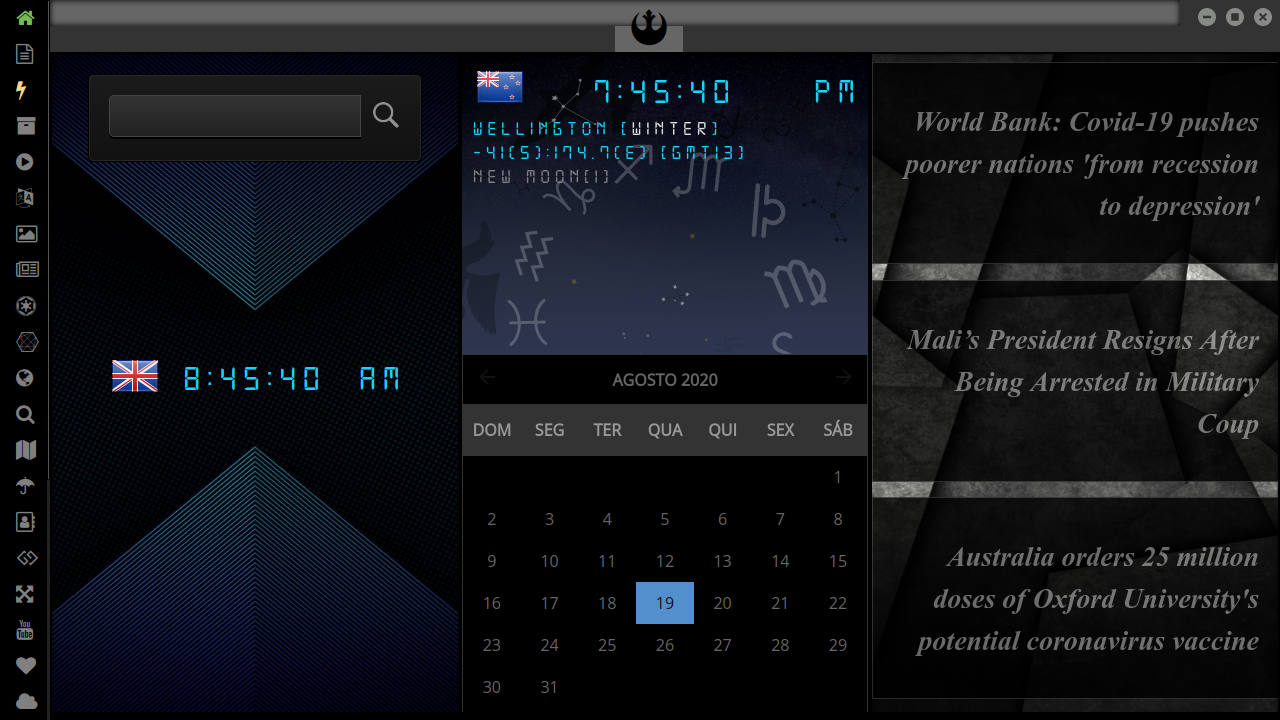 7:45:40 PM
WELLINGTON (WINTER)
-41(S):174.7(E) (GMT13)
NEW MOON(1)
8:45:40 AM
AGOSTO 2020
DOM SEG TER QUA QUI SEX SÁB
1
2 3 4 5 6 7 8
9 10 11 12 13 14 15
16 17 18 19 20 21 22
23 24 25 26 27 28 29
30 31
World Bank: Covid-19 pushes
poorer nations 'from recession
to depression'
Mali’s President Resigns After
Being Arrested in Military
Coup
Australia orders 25 million
doses of Oxford University's
potential coronavirus vaccine
You
Tube